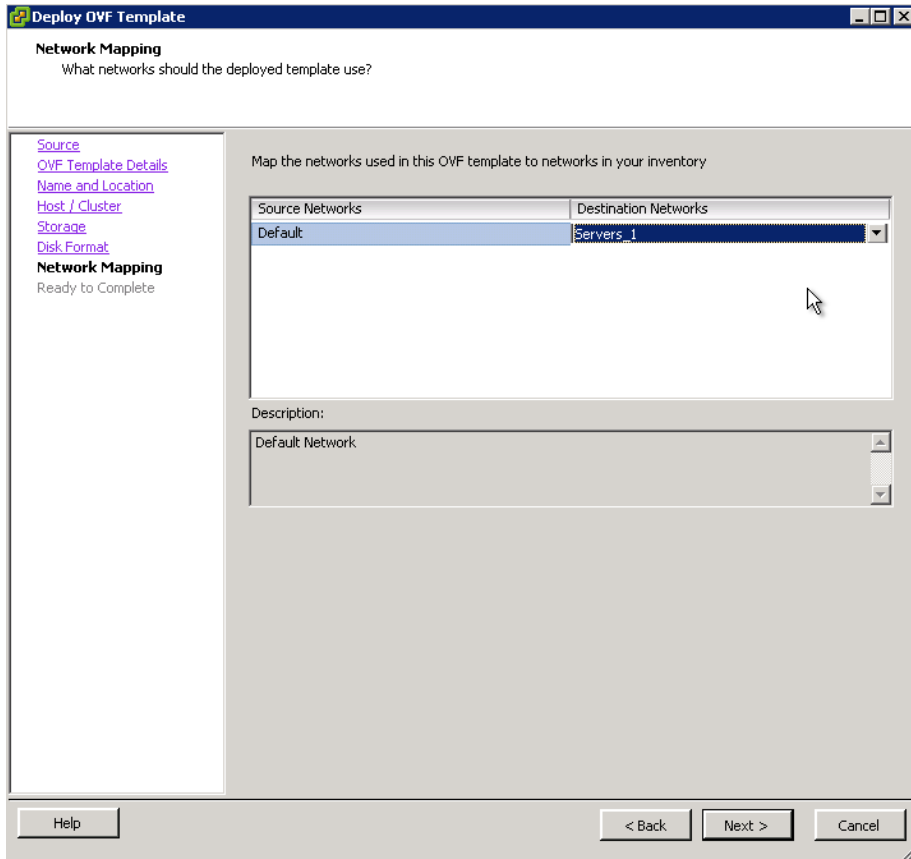 Deploy OVF Template
Network Mapping
What networks should the deployed template use?
Source
OVF Template Details
Name and Location
Host / Cluster
Storage
Disk Format
Network Mapping
Ready to Complete
Map the networks used in this OVF template to networks in your inventory
Source Networks Destination Networks
Default Servers_1
Description:
Default Network
Help < Back Next > Cancel